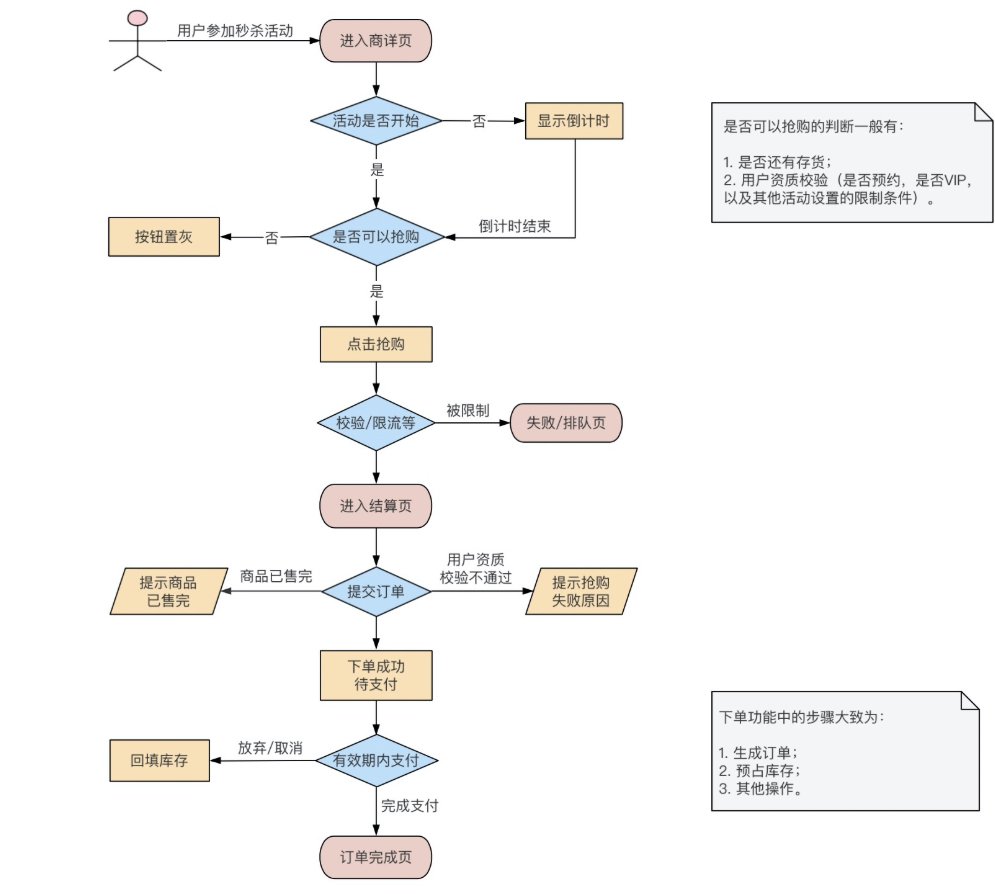 用户参加秒杀活动
进入商详页
活动是否开始
否
显示倒计时
是否可以抢购的判断一般有：
1. 是否还有存货；
2. 用户资质校验（是否预约，是否VIP，
以及其他活动设置的限制条件）。
是
按钮置灰
否
是否可以抢购
倒计时结束
是
点击抢购
校验/限流等
被限制
失败/排队页
进入结算页
提示商品
已售完
商品已售完
提交订单
用户资质
校验不通过
提示抢购
失败原因
下单成功
待支付
下单功能中的步骤大致为：
1. 生成订单；
2. 预占库存；
3. 其他操作。
回填库存
放弃/取消
有效期内支付
完成支付
订单完成页